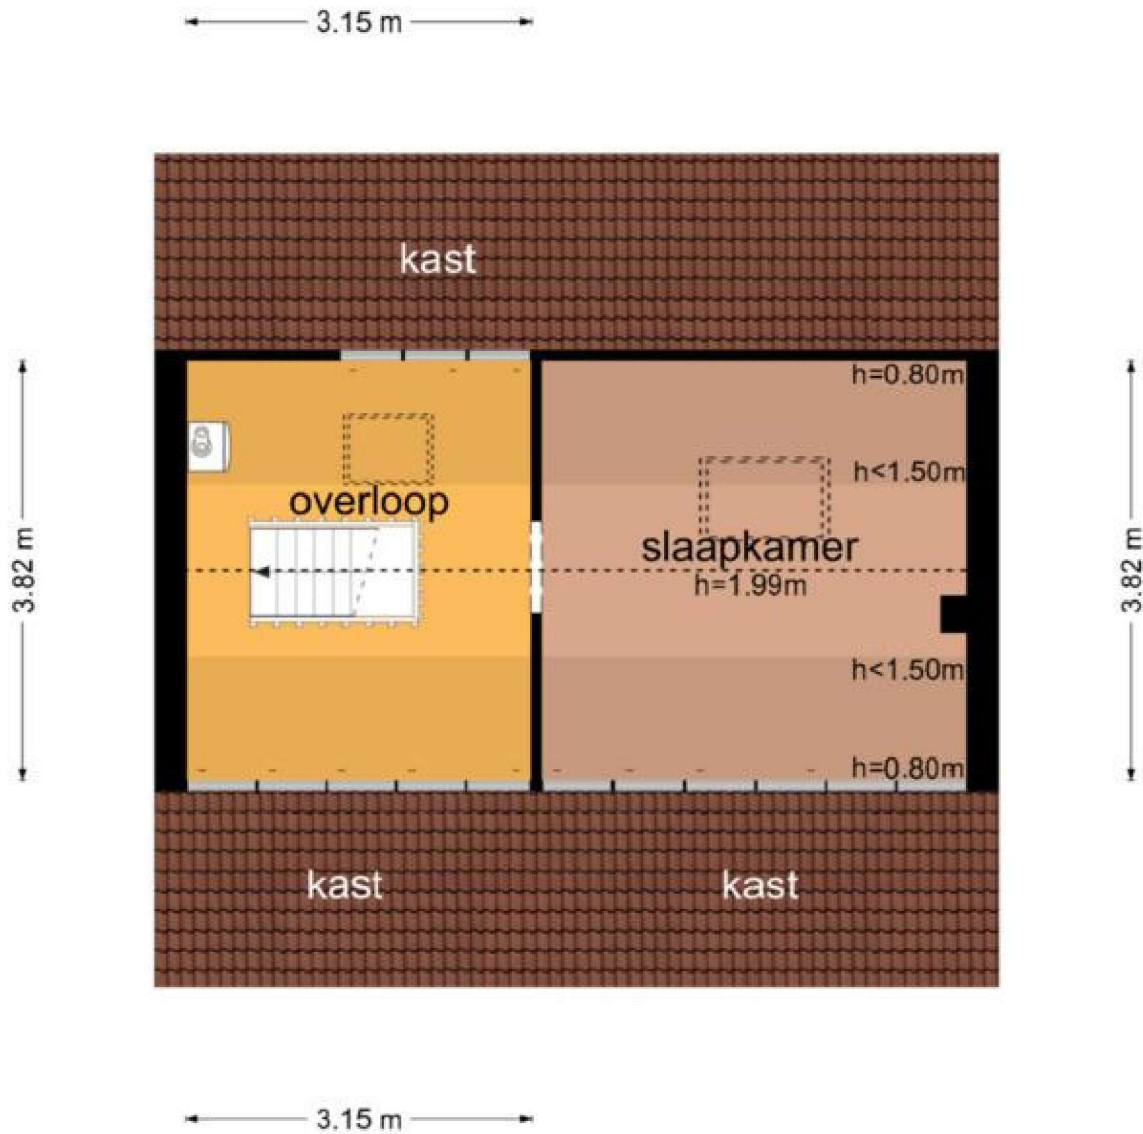 3.15 m
kast
h=0.80m
h<1.50m
overloop
slaapkamer
h=1.99m
3.82 m
3.82 m
h<1.50m
h=0.80m
kast
kast
3.15 m